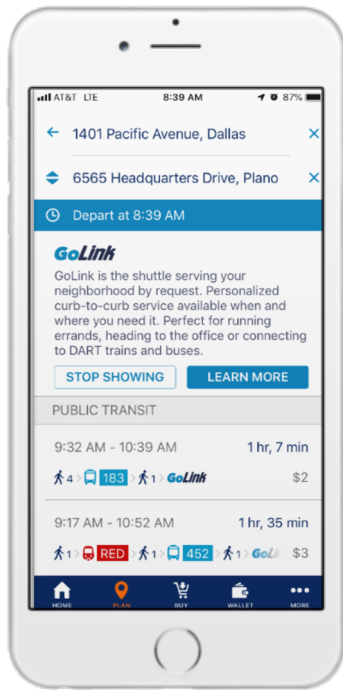 AT&T LTE 8:39 AM 87%
1401 Pacific Avenue, Dallas
6565 Headquarters Drive, Plano
Depart at 8:39 AM
GoLink
GoLink is the shuttle serving your
neighborhood by request. Personalized
curb-to-curb service available when and
where you need it. Perfect for running
errands, heading to the office or connecting
to DART trains and buses.
STOP SHOWING LEARN MORE
PUBLIC TRANSIT
9:32 AM - 10:39 AM 1 hr, 7 min
4 > 183 > 1 > GoLink $2
9:17 AM - 10:52 AM 1 hr, 35 min
1 > RED > 1 > 452 > 1 > GoLi $3
HOME PLAN BUY WALLET MORE